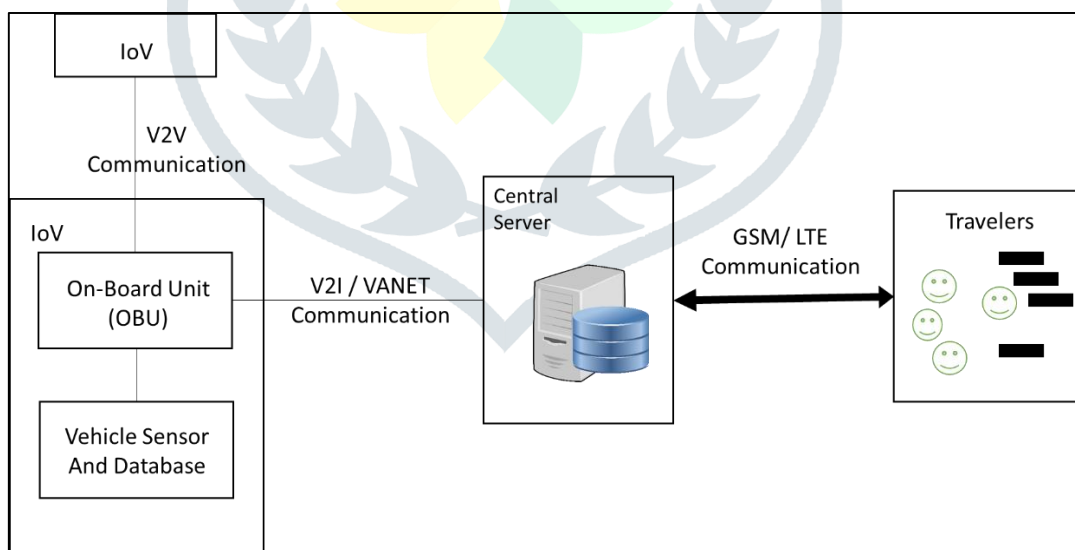 IoV
V2V
Communication
IoV
On-Board Unit
(OBU)
Vehicle Sensor
And Database
V2I / VANET
Communication
Central
Server
GSM/ LTE
Communication
Travelers